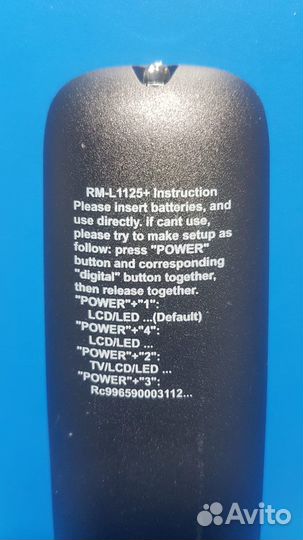 RM-L1125+ Instruction
Please insert batteries, and
use directly. if cant use,
please try to make setup as
follow: press "POWER"
button and corresponding
"digital" button together,
then release together.
"POWER"+"1":
LCD/LED ...(Default)
"POWER"+"4":
LCD/LED ...
"POWER"+"2":
TV/LCD/LED ...
"POWER"+"3":
Rc996590003112...
Avito